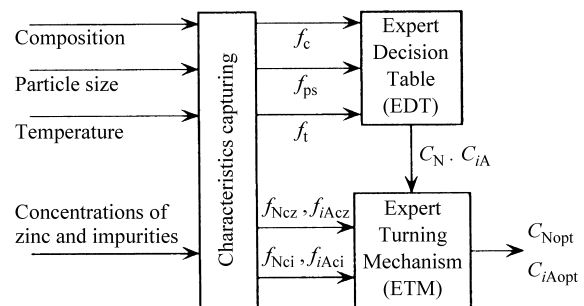 Composition
Particle size
Temperature
Concentrations of
zinc and impurities
Characteristics capturing
f_c
f_ps
f_t
f_Ncz , f_iAcz
f_Nci , f_iAci
Expert
Decision
Table
(EDT)
C_N . C_iA
Expert
Turning
Mechanism
(ETM)
C_Nopt
C_iAopt